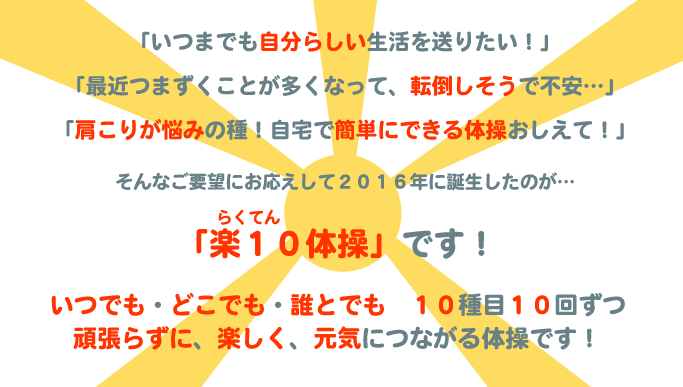 「いつまでも自分らしい生活を送りたい！」
「最近つまずくことが多くなって、転倒しそうで不安…」
「肩こりが悩みの種！自宅で簡単にできる体操おしえて！」
そんなご要望にお応えして２０１６年に誕生したのが…
らくてん
「楽１０体操」です！
いつでも・どこでも・誰とでも　１０種目１０回ずつ
頑張らずに、楽しく、元気につながる体操です！